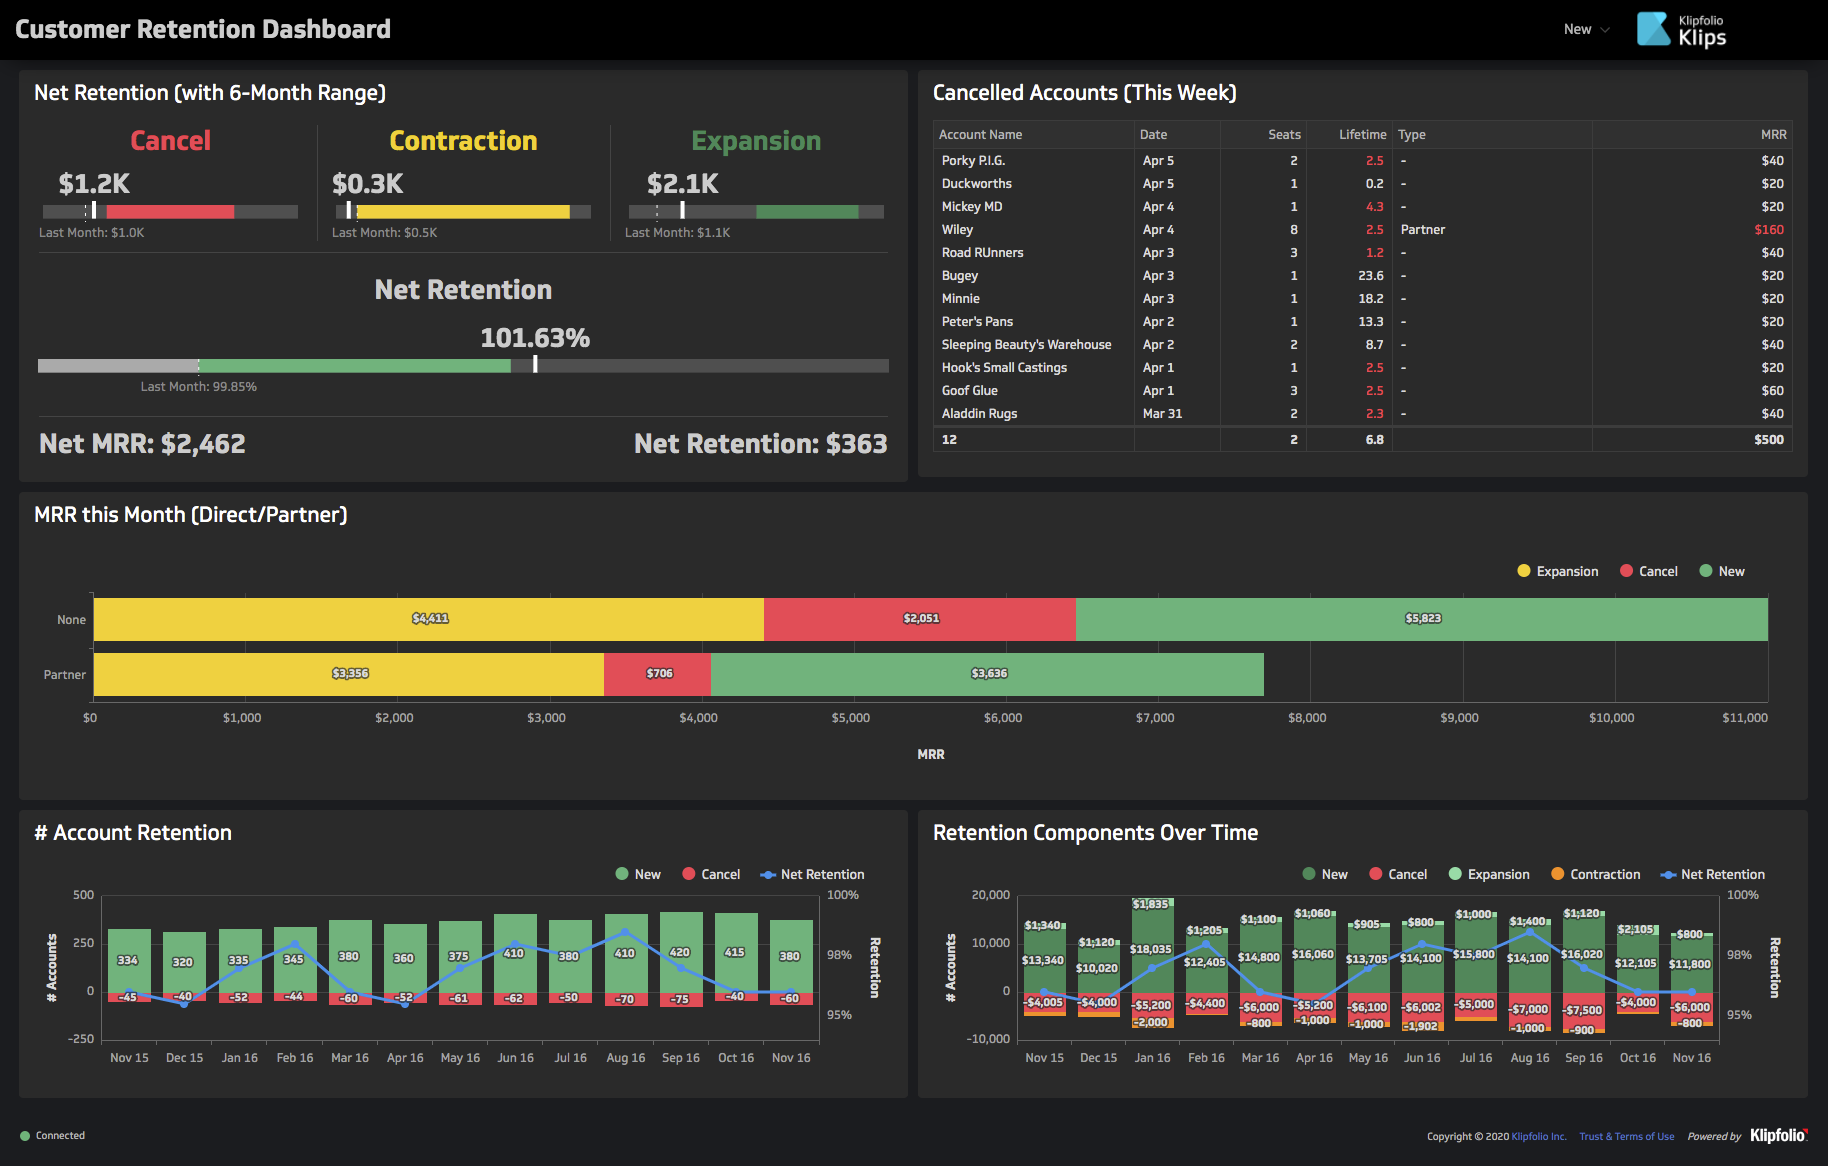 Customer Retention Dashboard
New
Klipfolio
Klips
Net Retention (with 6-Month Range)
Cancel
Contraction
Expansion
$1.2K
$0.3K
$2.1K
Last Month: $1.0K
Last Month: $0.5K
Last Month: $1.1K
Net Retention
101.63%
Last Month: 99.85%
Net MRR: $2,462
Net Retention: $363
Cancelled Accounts (This Week)
Account Name Date Seats Lifetime Type MRR
Porky P.I.G. Apr 5 2 2.5 - $40
Duckworths Apr 5 1 0.2 - $20
Mickey MD Apr 4 1 4.3 - $20
Wiley Apr 4 8 2.5 Partner $160
Road RUnners Apr 3 3 1.2 - $40
Bugey Apr 3 1 23.6 - $20
Minnie Apr 3 1 18.2 - $20
Peter's Pans Apr 2 1 13.3 - $20
Sleeping Beauty's Warehouse Apr 2 2 8.7 - $40
Hook's Small Castings Apr 1 1 2.5 - $20
Goof Glue Apr 1 3 2.5 - $60
Aladdin Rugs Mar 31 2 2.3 - $40
12 2 6.8 $500
MRR this Month (Direct/Partner)
Expansion Cancel New
None $4,411 $2,051 $5,823
Partner $3,356 $706 $3,636
$0 $1,000 $2,000 $3,000 $4,000 $5,000 $6,000 $7,000 $8,000 $9,000 $10,000 $11,000
MRR
# Account Retention
New Cancel Net Retention
# Accounts
500 100%
250 98%
0
-250 95%
Retention
334 320 335 345 380 360 375 410 380 410 420 415 380
-45 -40 -52 -44 -60 -52 -61 -62 -50 -70 -75 -40 -60
Nov 15 Dec 15 Jan 16 Feb 16 Mar 16 Apr 16 May 16 Jun 16 Jul 16 Aug 16 Sep 16 Oct 16 Nov 16
Retention Components Over Time
New Cancel Expansion Contraction Net Retention
# Accounts
20,000 100%
10,000 98%
0
-10,000 95%
Retention
$1,340 $1,120 $1,835 $1,205 $1,100 $1,060 $905 $800 $1,000 $1,400 $1,120 $2,105 $800
$13,340 $10,020 $18,035 $12,405 $14,800 $16,060 $13,705 $14,100 $15,800 $14,100 $16,020 $12,105 $11,800
-$4,005 -$4,000 -$5,200 -$4,400 -$6,000 -$5,200 -$6,100 -$6,002 -$5,000 -$7,000 -$7,500 -$4,000 -$6,000
-2,000 -800 -1,000 -1,000 -1,902 -1,000 -900 -800
Nov 15 Dec 15 Jan 16 Feb 16 Mar 16 Apr 16 May 16 Jun 16 Jul 16 Aug 16 Sep 16 Oct 16 Nov 16
Connected
Copyright © 2020 Klipfolio Inc. Trust & Terms of Use Powered by Klipfolio